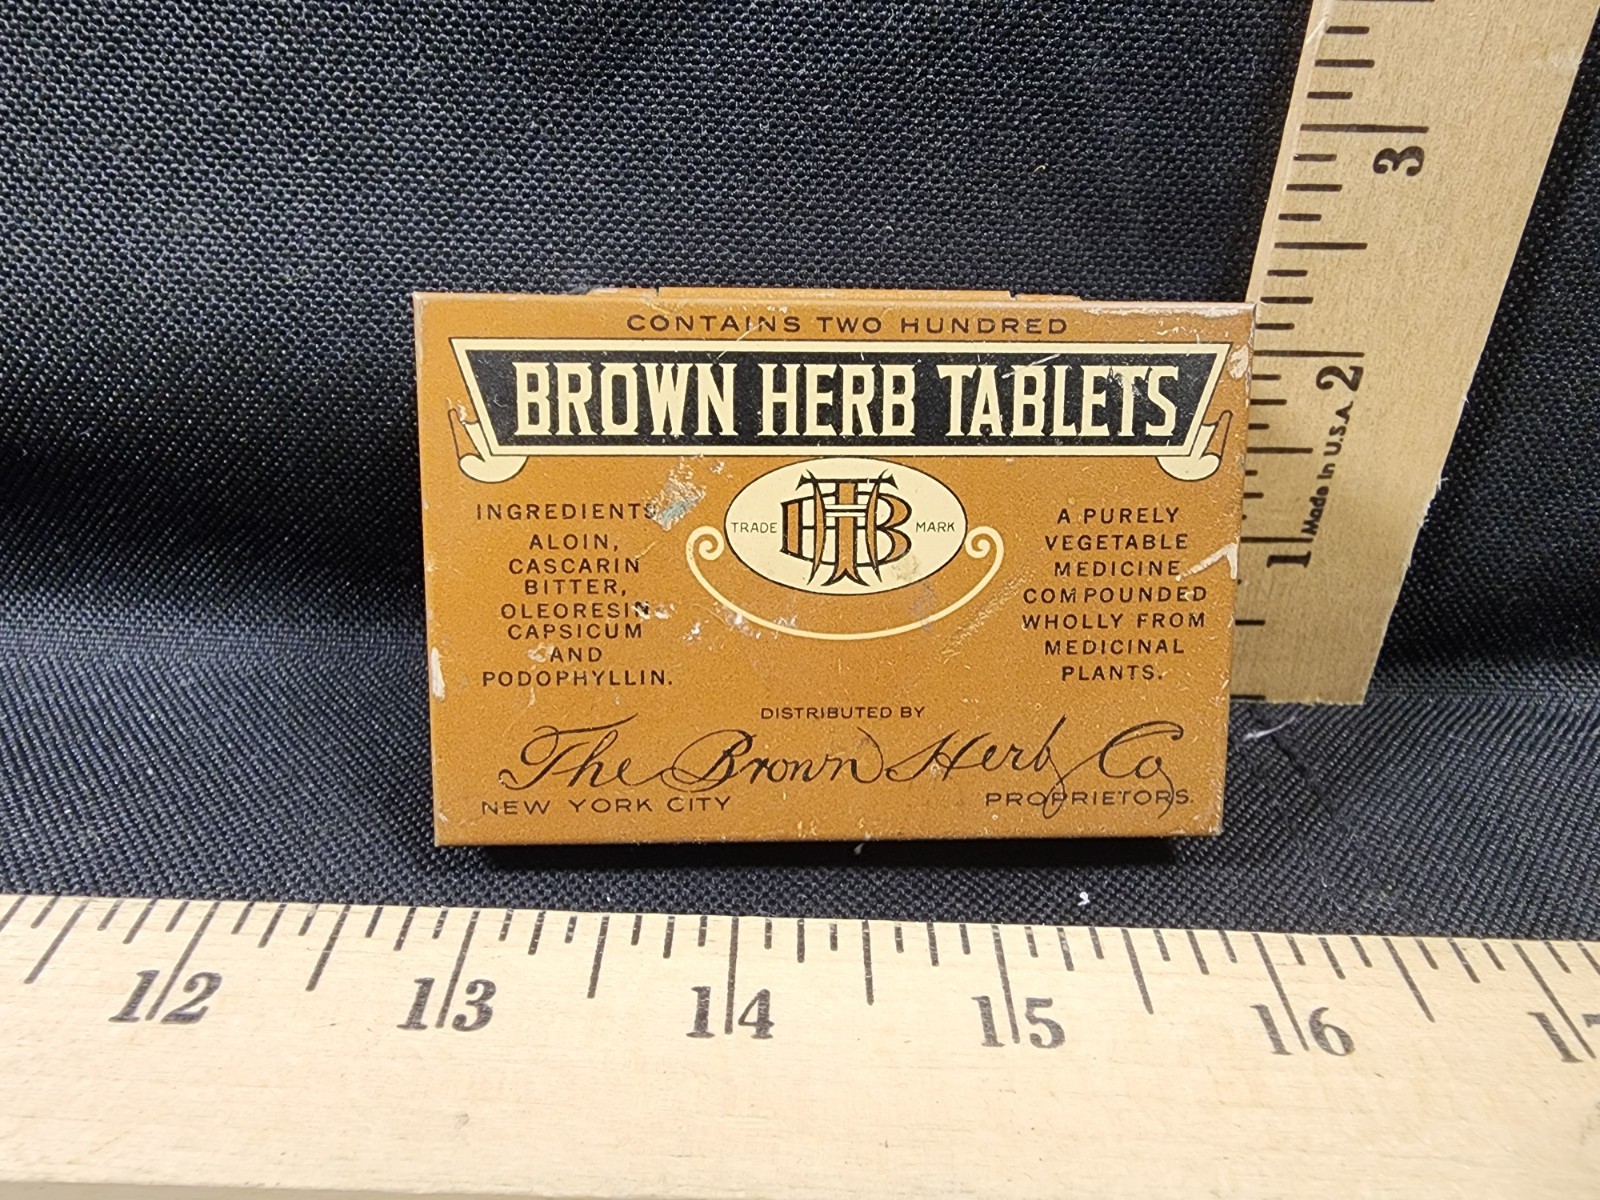 CONTAINS TWO HUNDRED
BROWN HERB TABLETS
INGREDIENTS
ALOIN,
CASCARIN
BITTER,
OLEORESIN
CAPSICUM
AND
PODOPHYLLIN.
TRADE BHT MARK
A PURELY
VEGETABLE
MEDICINE
COMPOUNDED
WHOLLY FROM
MEDICINAL
PLANTS.
DISTRIBUTED BY
The Brown Herb Co
NEW YORK CITY PROPRIETORS.
3
2
1
Made in U.S.A.
12 13 14 15 16 17